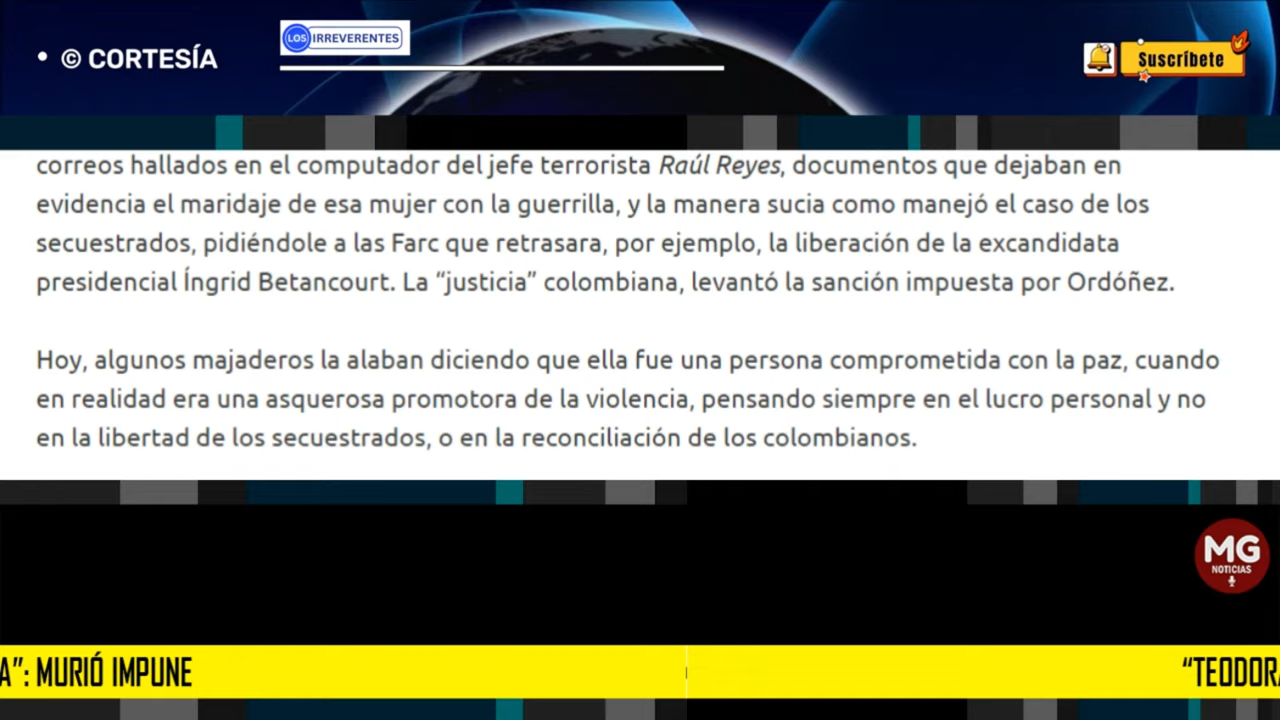 • © CORTESÍA
LOS IRREVERENTES
Suscríbete
correos hallados en el computador del jefe terrorista Raúl Reyes, documentos que dejaban en
evidencia el maridaje de esa mujer con la guerrilla, y la manera sucia como manejó el caso de los
secuestrados, pidiéndole a las Farc que retrasara, por ejemplo, la liberación de la excandidata
presidencial Íngrid Betancourt. La “justicia” colombiana, levantó la sanción impuesta por Ordóñez.
Hoy, algunos majaderos la alaban diciendo que ella fue una persona comprometida con la paz, cuando
en realidad era una asquerosa promotora de la violencia, pensando siempre en el lucro personal y no
en la libertad de los secuestrados, o en la reconciliación de los colombianos.
MG
NOTICIAS
A”: MURIÓ IMPUNE “TEODORA